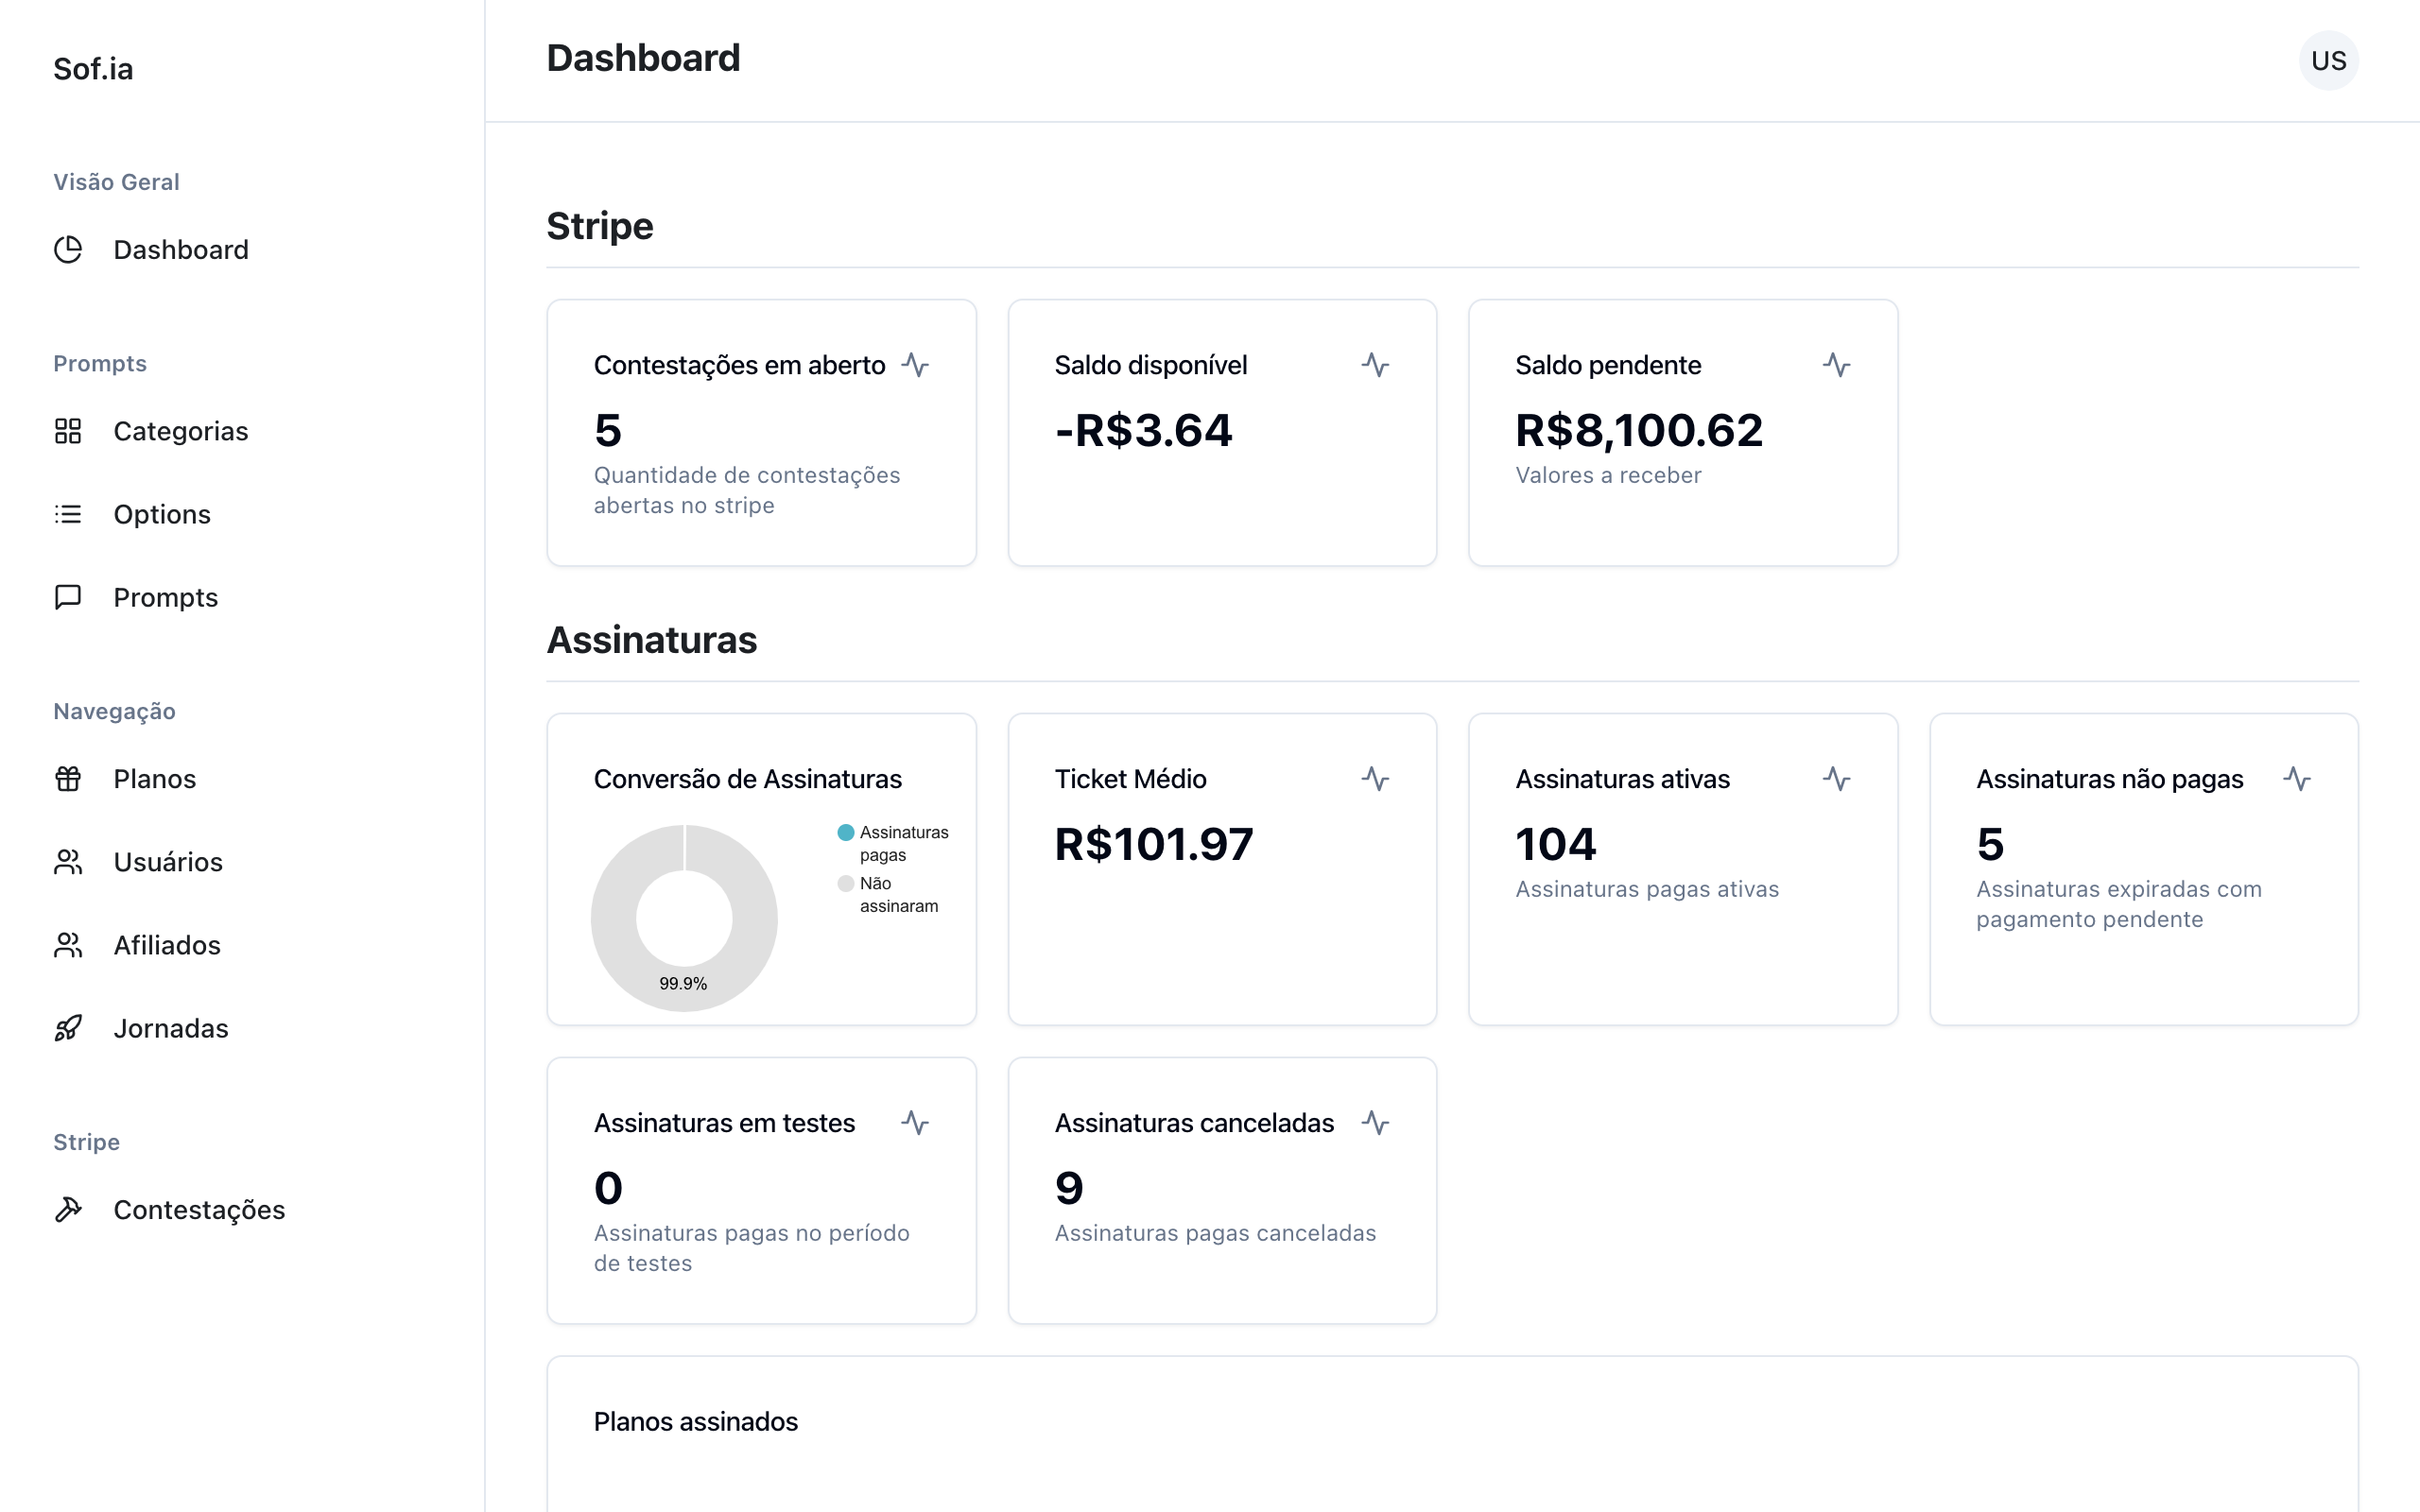 Sof.ia
Visão Geral
Dashboard
Prompts
Categorias
Options
Prompts
Navegação
Planos
Usuários
Afiliados
Jornadas
Stripe
Contestações
Dashboard
US
Stripe
Contestações em aberto
5
Quantidade de contestações
abertas no stripe
Saldo disponível
-R$3.64
Saldo pendente
R$8,100.62
Valores a receber
Assinaturas
Conversão de Assinaturas
Assinaturas
pagas
Não
assinaram
99.9%
Ticket Médio
R$101.97
Assinaturas ativas
104
Assinaturas pagas ativas
Assinaturas não pagas
5
Assinaturas expiradas com
pagamento pendente
Assinaturas em testes
0
Assinaturas pagas no período
de testes
Assinaturas canceladas
9
Assinaturas pagas canceladas
Planos assinados